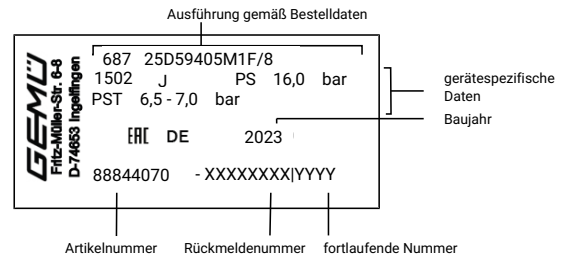 Ausführung gemäß Bestelldaten
GEMÜ
Fritz-Müller-Str. 6-8
D-74653 Ingelfingen
687 25D59405M1F/8
1502 J PS 16,0 bar
PST 6,5 - 7,0 bar
EAC DE 2023
88844070 - XXXXXXXX|YYYY
gerätespezifische
Daten
Baujahr
Artikelnummer Rückmeldenummer fortlaufende Nummer